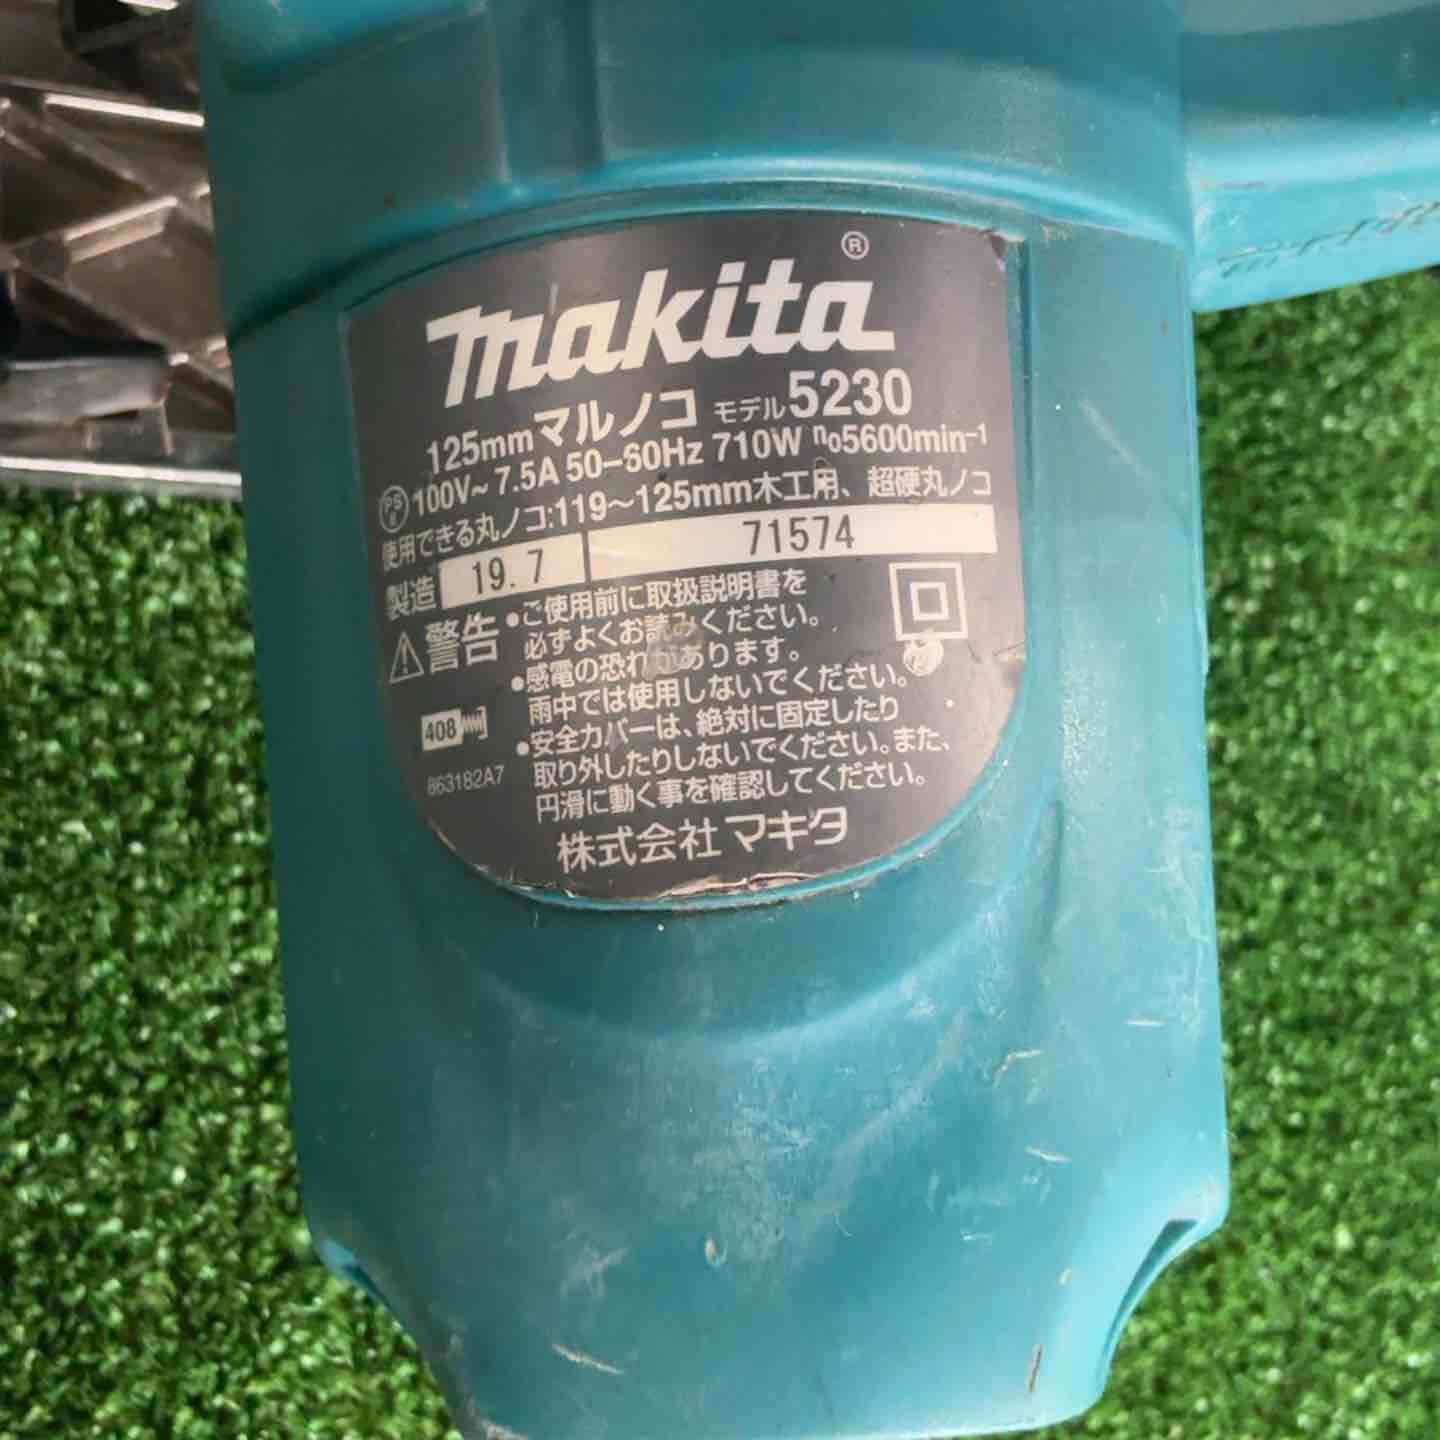 makita®
125mmマルノコ モデル5230
100V～7.5A 50-60Hz 710W n05600min-1
使用できる丸ノコ:119～125mm木工用、超硬丸ノコ
製造 19.7 71574
警告
●ご使用前に取扱説明書を
必ずよくお読みください。
●感電の恐れがあります。
雨中では使用しないでください。
●安全カバーは、絶対に固定したり
取り外したりしないでください。また、
円滑に動く事を確認してください。
408
863182A7
株式会社マキタ